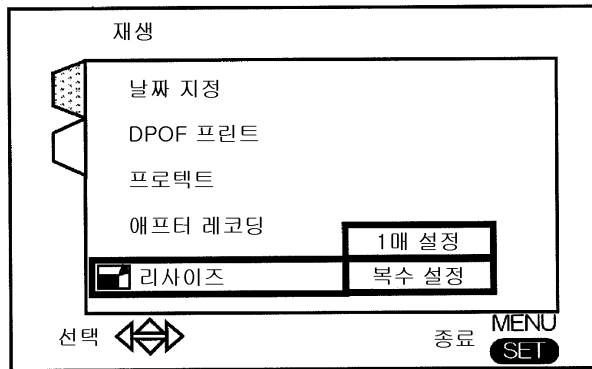 재생
날짜 지정
DPOF 프린트
프로텍트
애프터 레코딩
1매 설정
리사이즈
복수 설정
선택
종료
MENU
SET